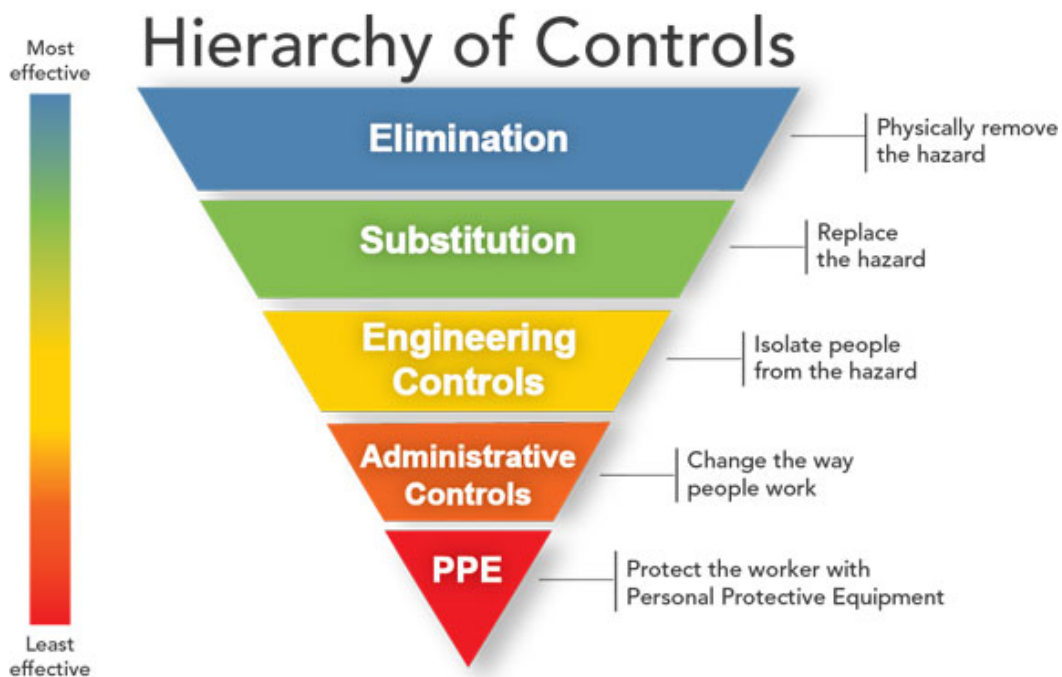 Hierarchy of Controls
Most
effective
Elimination
Physically remove
the hazard
Substitution
Replace
the hazard
Engineering
Controls
Isolate people
from the hazard
Administrative
Controls
Change the way
people work
PPE
Protect the worker with
Personal Protective Equipment
Least
effective